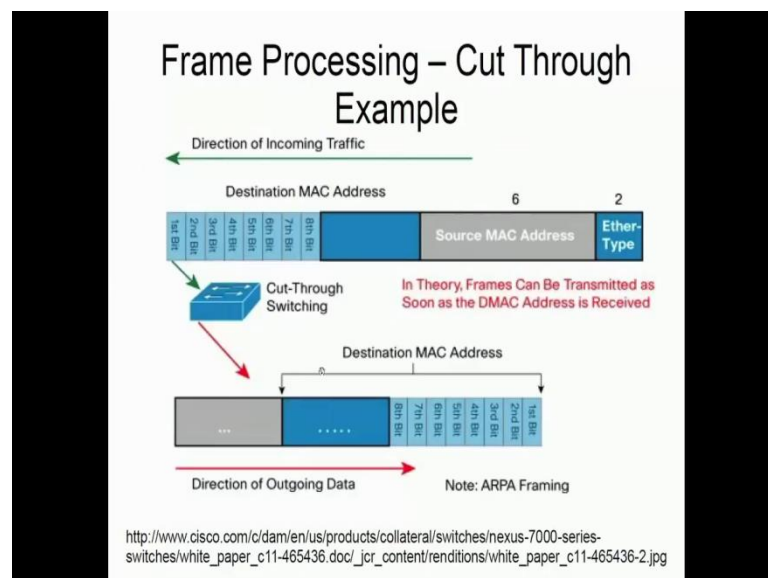 Frame Processing – Cut Through
Example
Direction of Incoming Traffic
Destination MAC Address
6
2
1st Bit
2nd Bit
3rd Bit
4th Bit
5th Bit
6th Bit
7th Bit
8th Bit
Source MAC Address
Ether-
Type
Cut-Through
Switching
In Theory, Frames Can Be Transmitted as
Soon as the DMAC Address is Received
Destination MAC Address
...
.....
8th Bit
7th Bit
6th Bit
5th Bit
4th Bit
3rd Bit
2nd Bit
1st Bit
Direction of Outgoing Data
Note: ARPA Framing
http://www.cisco.com/c/dam/en/us/products/collateral/switches/nexus-7000-series-
switches/white_paper_c11-465436.doc/_jcr_content/renditions/white_paper_c11-465436-2.jpg